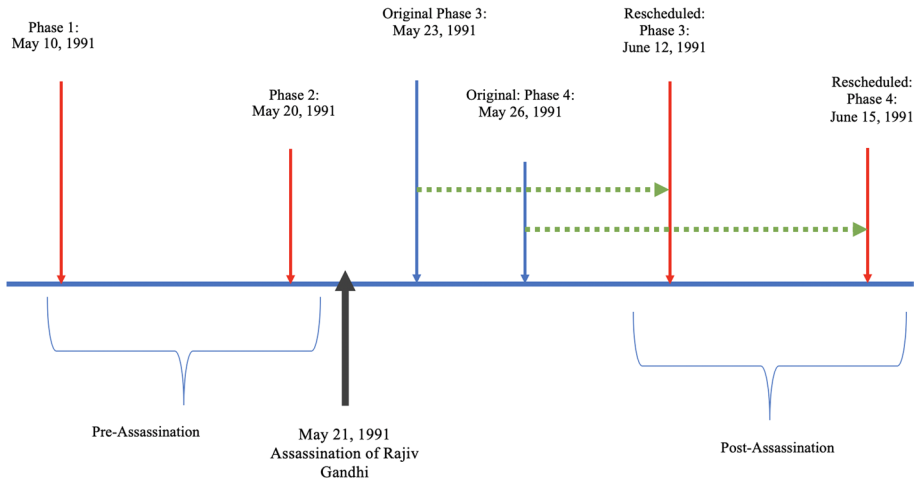 Phase 1:
May 10, 1991
Phase 2:
May 20, 1991
Original Phase 3:
May 23, 1991
Original: Phase 4:
May 26, 1991
Rescheduled:
Phase 3:
June 12, 1991
Rescheduled:
Phase 4:
June 15, 1991
Pre-Assassination
May 21, 1991
Assassination of Rajiv
Gandhi
Post-Assassination